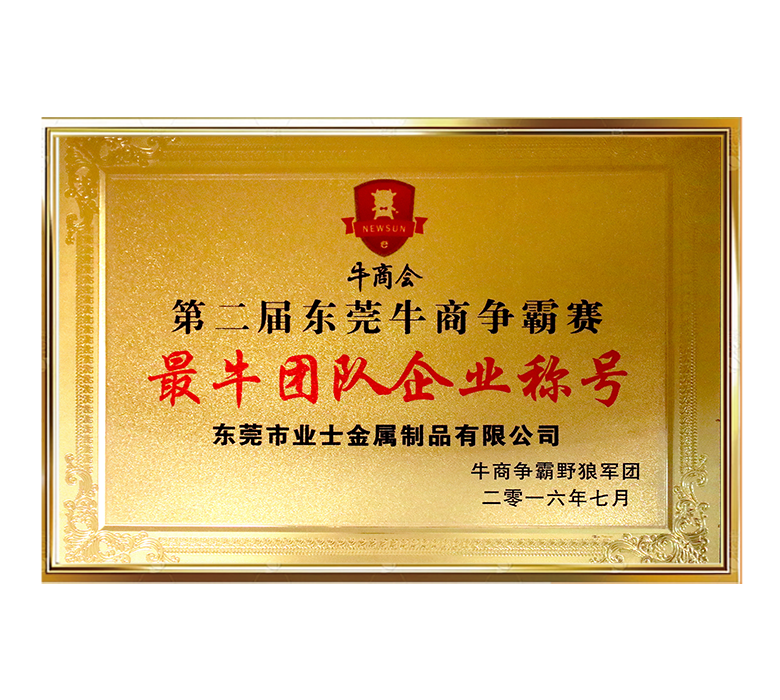 NEWSUN
e
牛商会
第二届东莞牛商争霸赛
最牛团队企业称号
东莞市业士金属制品有限公司
牛商争霸野狼军团
二零一六年七月